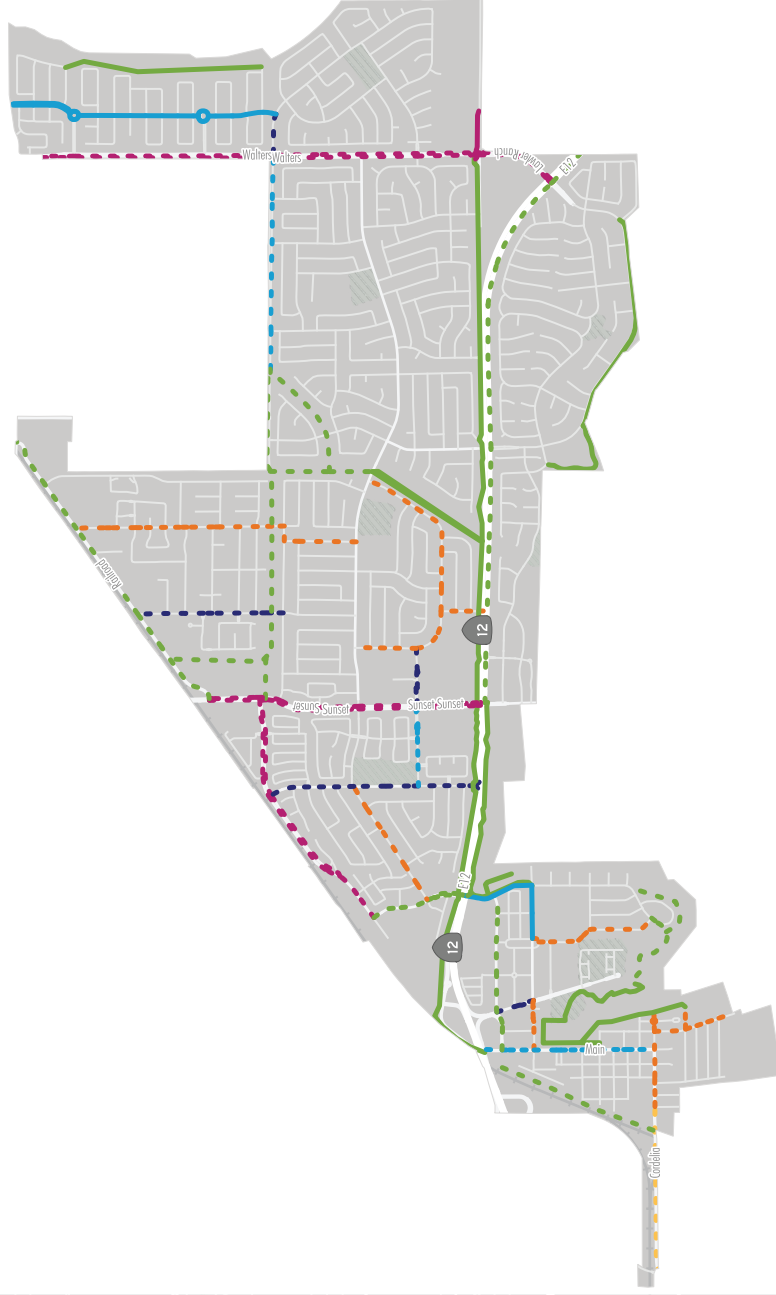 Walters Walters
Lawler Ranch
E12
Railroad
12
Sunset Sunset
Sunset Sunset
E12
12
Main
Cordelia